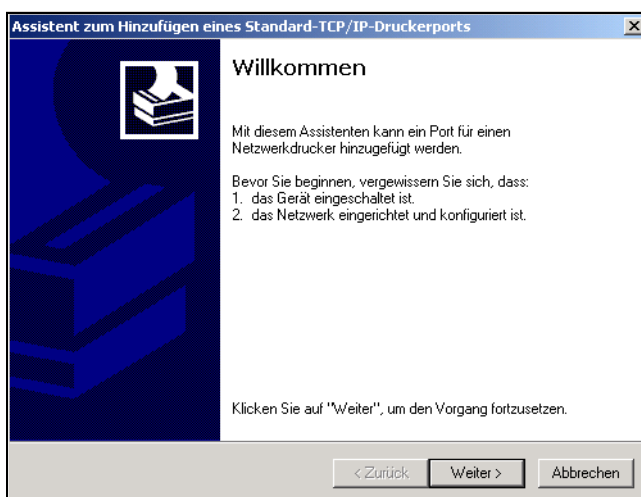 Assistent zum Hinzufügen eines Standard-TCP/IP-Druckerports
Willkommen
Mit diesem Assistenten kann ein Port für einen
Netzwerkdrucker hinzugefügt werden.
Bevor Sie beginnen, vergewissern Sie sich, dass:
1. das Gerät eingeschaltet ist.
2. das Netzwerk eingerichtet und konfiguriert ist.
Klicken Sie auf "Weiter", um den Vorgang fortzusetzen.
< Zurück Weiter > Abbrechen